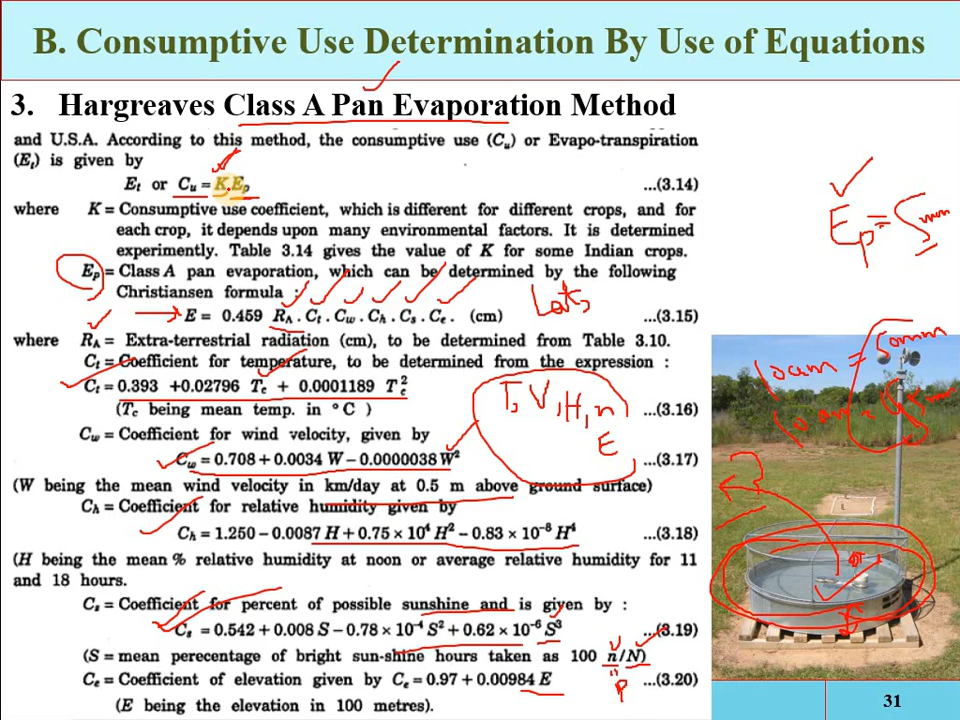 B. Consumptive Use Determination By Use of Equations
3. Hargreaves Class A Pan Evaporation Method
and U.S.A. According to this method, the consumptive use (Cu) or Evapo-transpiration
(Et) is given by
Et or Cu = K.Ep ...(3.14)
where K = Consumptive use coefficient, which is different for different crops, and for
each crop, it depends upon many environmental factors. It is determined
experimentally. Table 3.14 gives the value of K for some Indian crops.
Ep = Class A pan evaporation, which can be determined by the following
Christiansen formula :
E = 0.459 RA . Ct . Cw . Ch . Cs . Ce . (cm) ...(3.15)
where RA = Extra-terrestrial radiation (cm), to be determined from Table 3.10.
Ct = Coefficient for temperature, to be determined from the expression :
Ct = 0.393 +0.02796 Tc + 0.0001189 Tc²
(Tc being mean temp. in °C ) ...(3.16)
Cw = Coefficient for wind velocity, given by
Cw = 0.708 + 0.0034 W – 0.0000038 W² ...(3.17)
(W being the mean wind velocity in km/day at 0.5 m above ground surface)
Ch = Coefficient for relative humidity given by
Ch = 1.250 – 0.0087 H + 0.75 × 10⁴ H² – 0.83 × 10⁻⁸ H⁴ ...(3.18)
(H being the mean % relative humidity at noon or average relative humidity for 11
and 18 hours.
Cs = Coefficient for percent of possible sunshine and is given by :
Cs = 0.542 + 0.008 S – 0.78 × 10⁻⁴ S² + 0.62 × 10⁻⁶ S³ ...(3.19)
(S = mean perecentage of bright sun-shine hours taken as 100 n/N)
Ce = Coefficient of elevation given by Ce = 0.97 + 0.00984 E ...(3.20)
(E being the elevation in 100 metres).
Ep = 5 mm
Lat,
T, V, H, n
E
10 am = 50mm
P
31